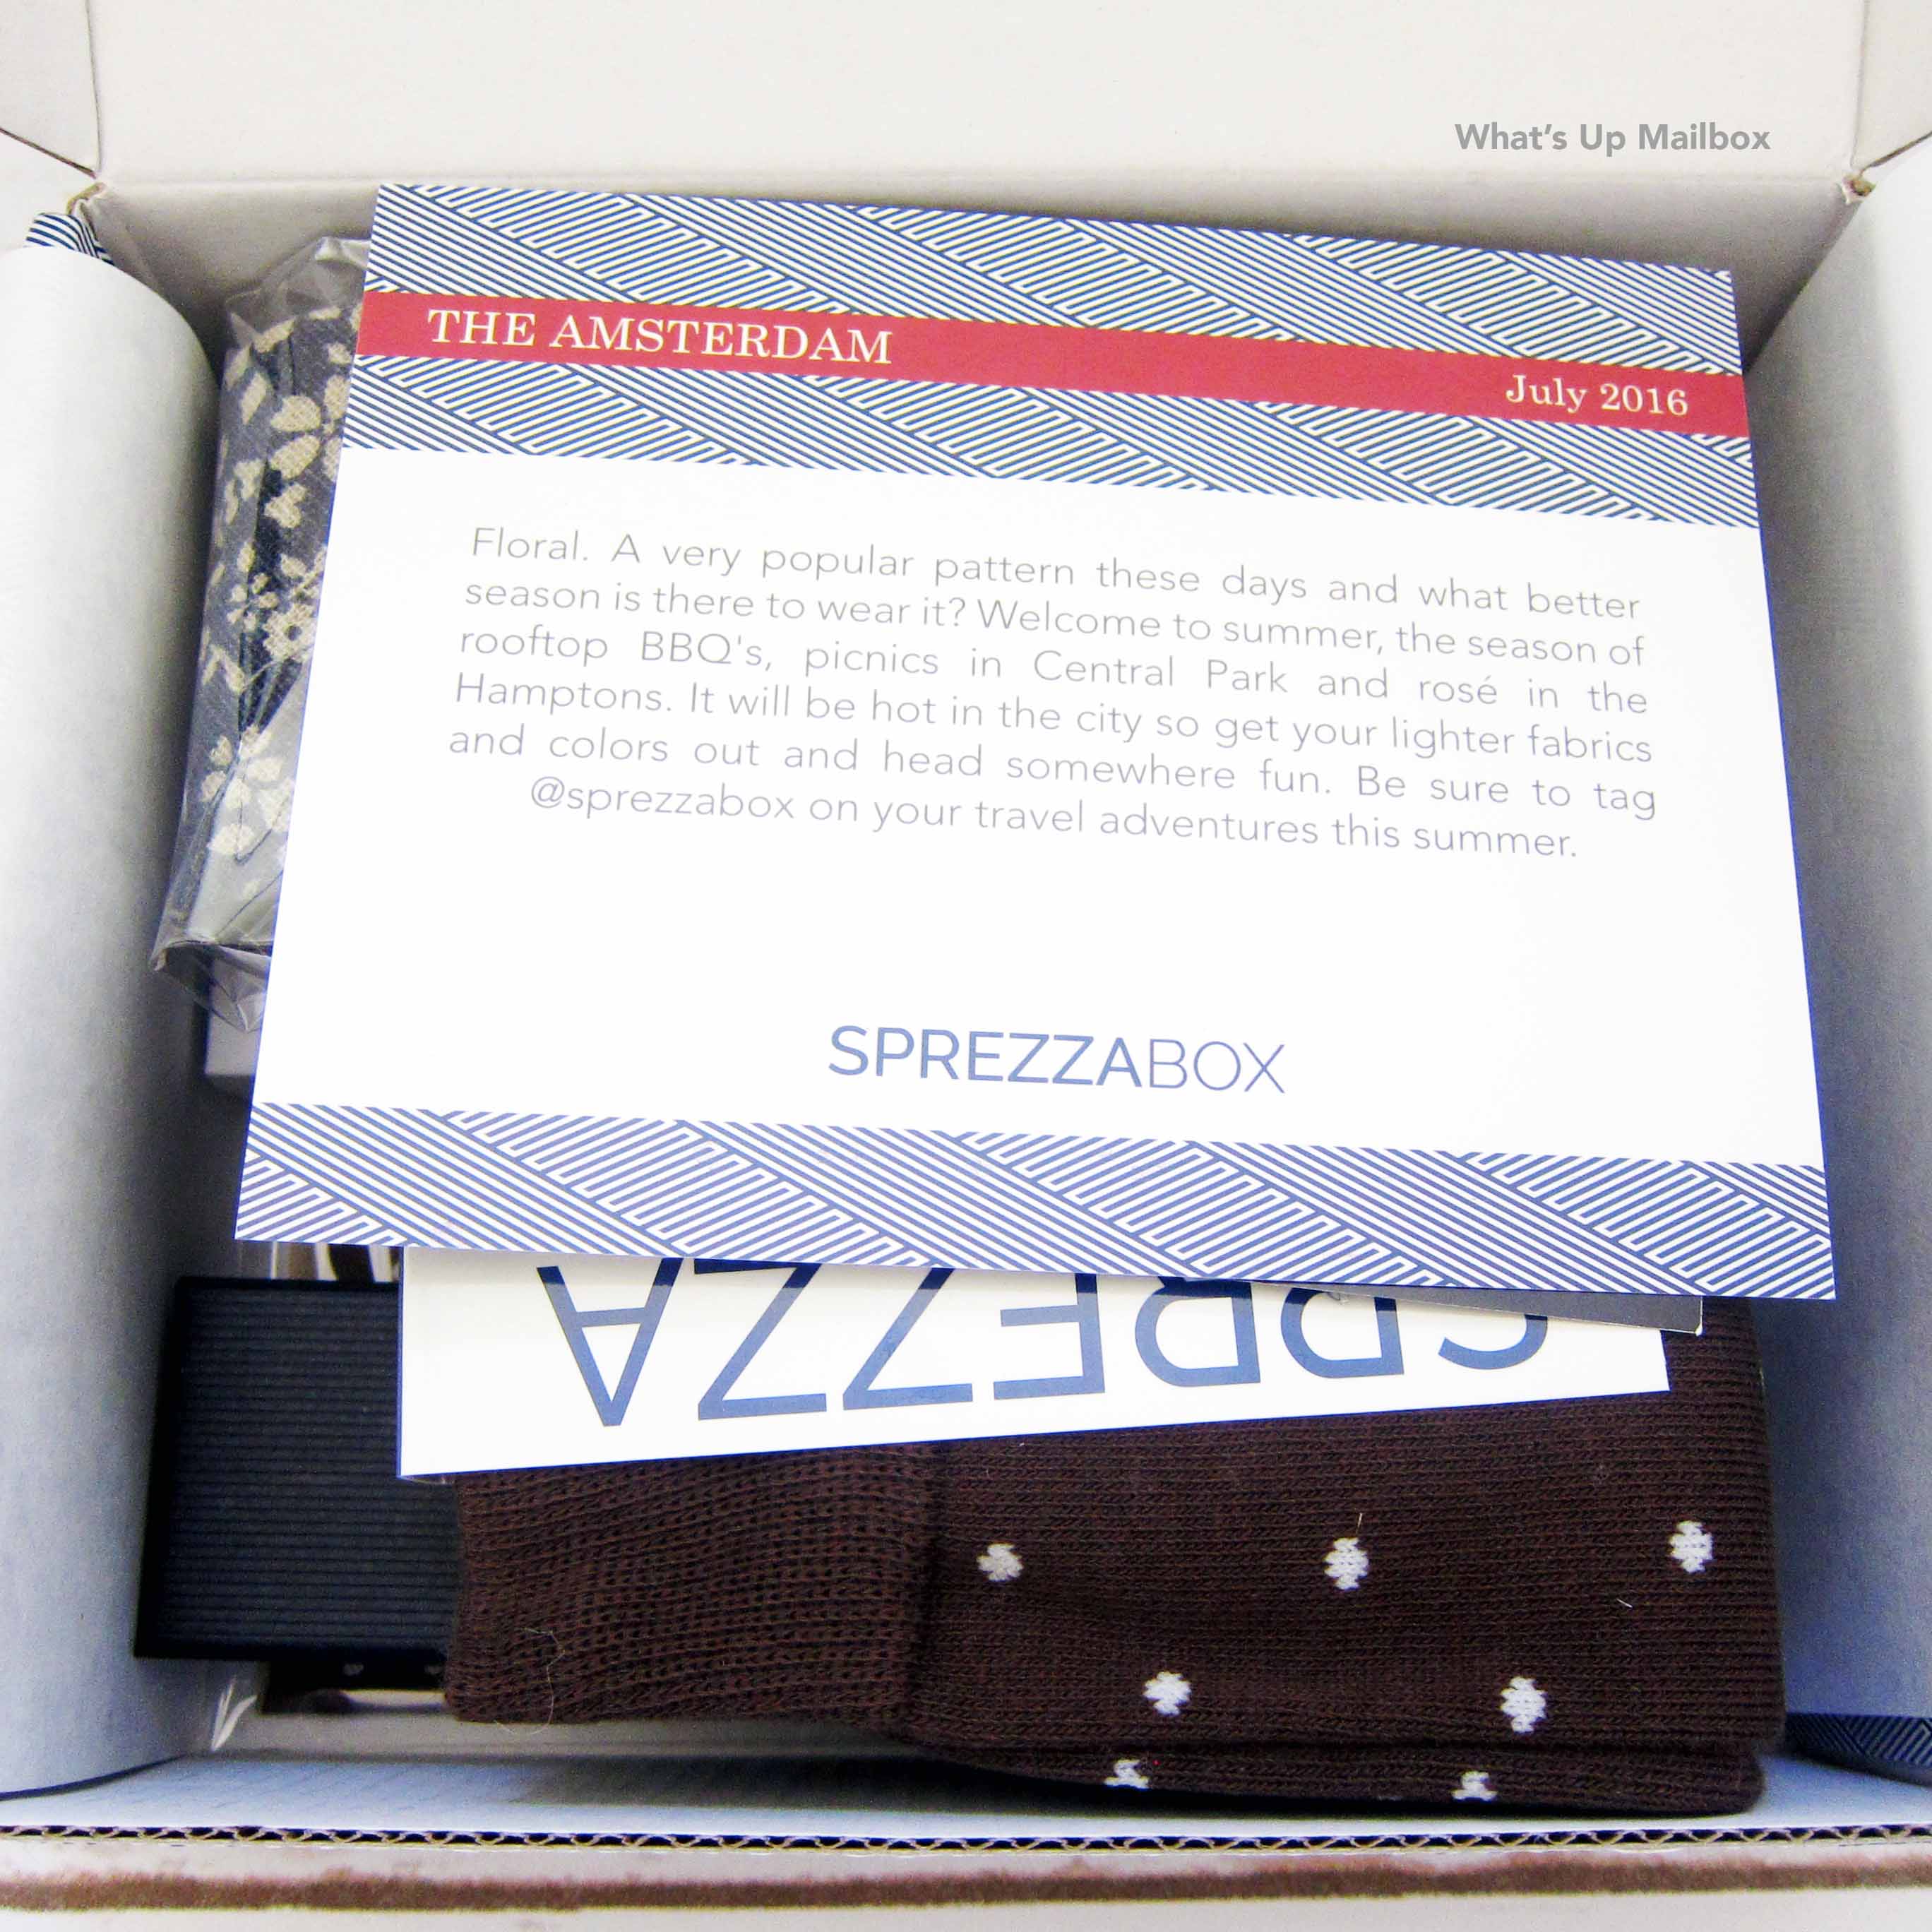 What's Up Mailbox
THE AMSTERDAM
July 2016
Floral. A very popular pattern these days and what better
season is there to wear it? Welcome to summer, the season of
rooftop BBQ's, picnics in Central Park and rosé in the
Hamptons. It will be hot in the city so get your lighter fabrics
and colors out and head somewhere fun. Be sure to tag
@sprezzabox on your travel adventures this summer.
SPREZZABOX
SPREZZA